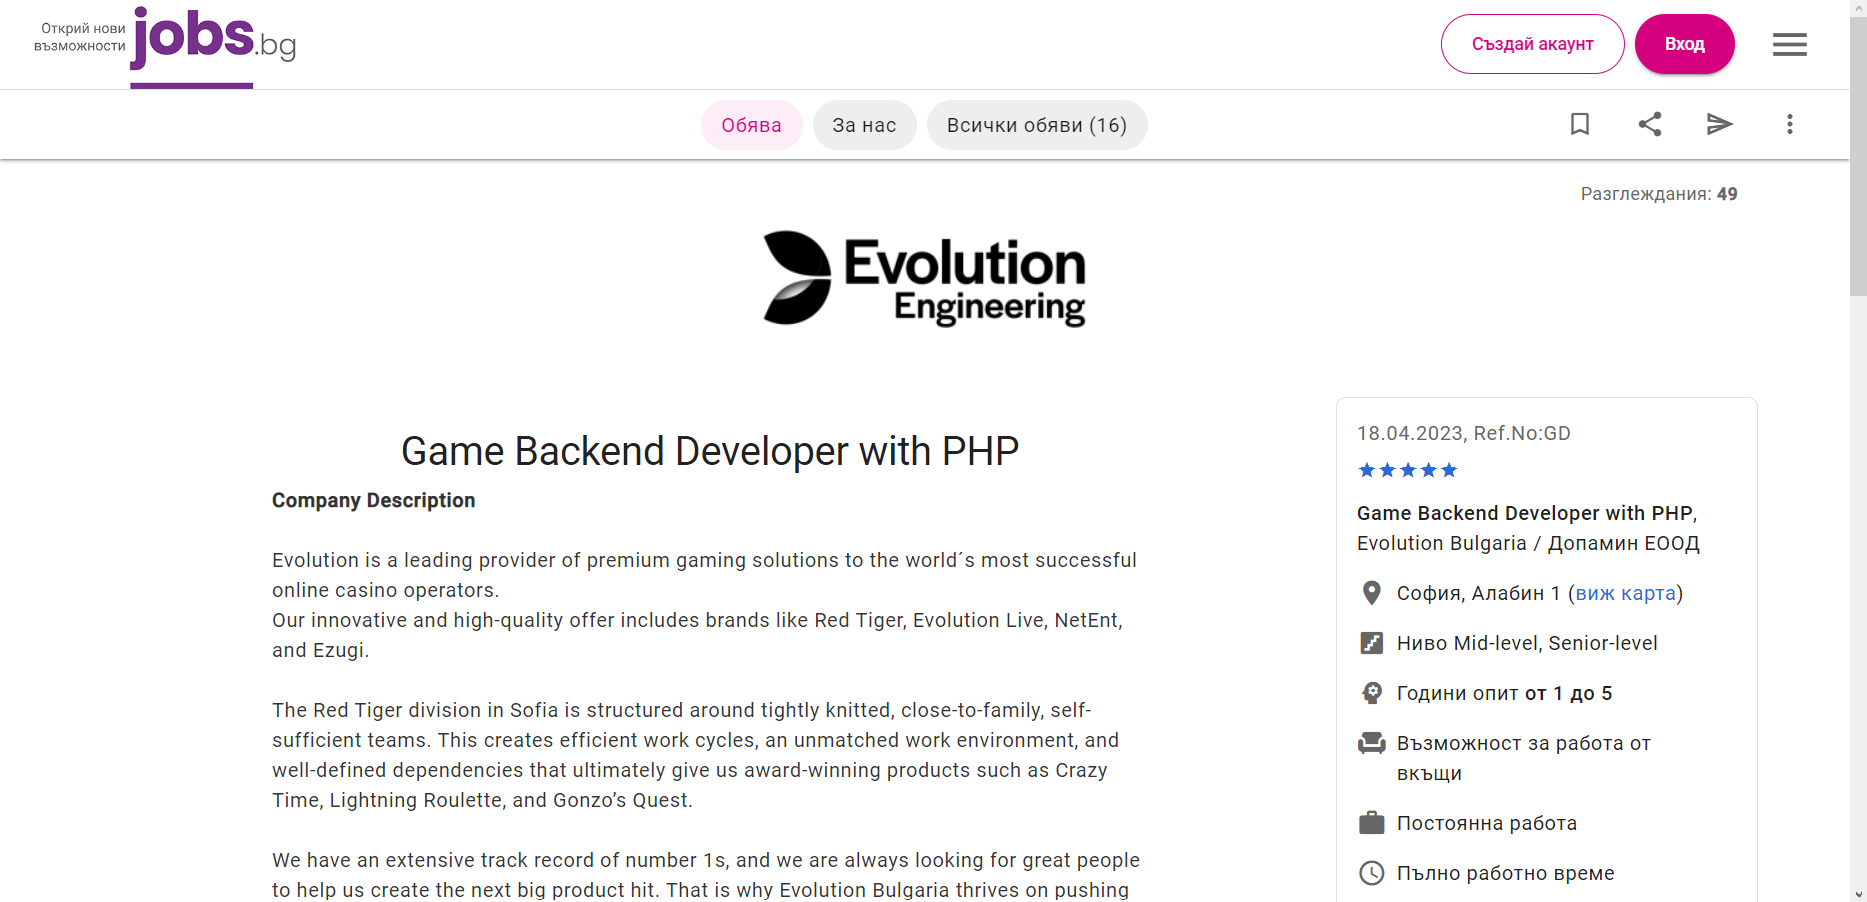 Открий нови
възможности
jobs.bg
Създай акаунт
Вход
Обява
За нас
Всички обяви (16)
Разглеждания: 49
Evolution
Engineering
Game Backend Developer with PHP
Company Description
Evolution is a leading provider of premium gaming solutions to the world´s most successful
online casino operators.
Our innovative and high-quality offer includes brands like Red Tiger, Evolution Live, NetEnt,
and Ezugi.
The Red Tiger division in Sofia is structured around tightly knitted, close-to-family, self-
sufficient teams. This creates efficient work cycles, an unmatched work environment, and
well-defined dependencies that ultimately give us award-winning products such as Crazy
Time, Lightning Roulette, and Gonzo’s Quest.
We have an extensive track record of number 1s, and we are always looking for great people
to help us create the next big product hit. That is why Evolution Bulgaria thrives on pushing
18.04.2023, Ref.No:GD
Game Backend Developer with PHP,
Evolution Bulgaria / Допамин ЕООД
София, Алабин 1 (виж карта)
Ниво Mid-level, Senior-level
Години опит от 1 до 5
Възможност за работа от
вкъщи
Постоянна работа
Пълно работно време